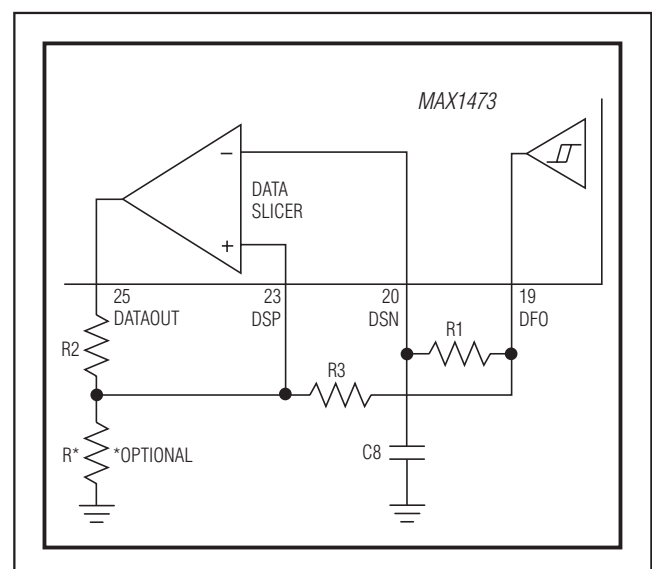 MAX1473
−
DATA
SLICER
+
25
DATAOUT
23
DSP
20
DSN
19
DFO
R1
R2
R3
R*
*OPTIONAL
C8